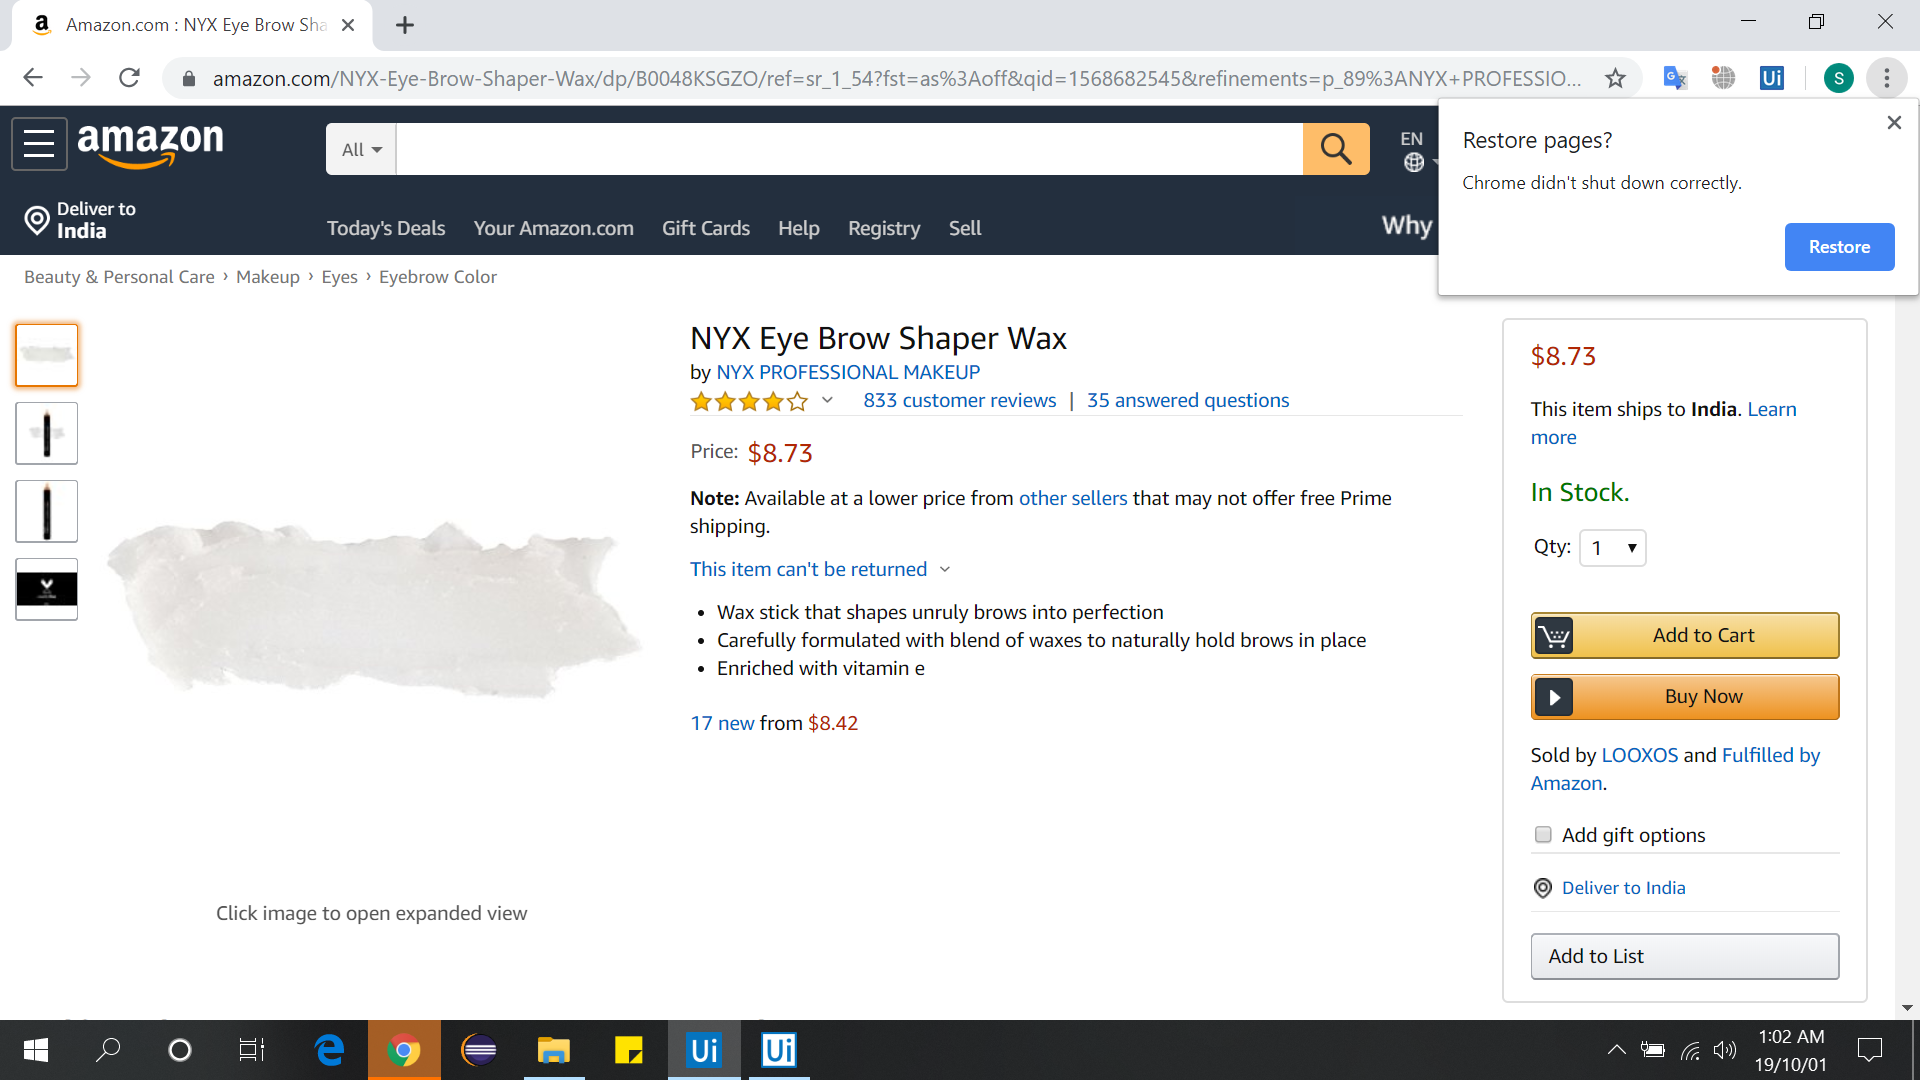 Amazon.com : NYX Eye Brow Sha
amazon.com/NYX-Eye-Brow-Shaper-Wax/dp/B0048KSGZO/ref=sr_1_54?fst=as%3Aoff&qid=1568682545&refinements=p_89%3ANYX+PROFESSIO...
S
Restore pages?
Chrome didn't shut down correctly.
Restore
amazon
All
EN
Deliver to
India
Today's Deals
Your Amazon.com
Gift Cards
Help
Registry
Sell
Why
Beauty & Personal Care › Makeup › Eyes › Eyebrow Color
NYX Eye Brow Shaper Wax
by NYX PROFESSIONAL MAKEUP
833 customer reviews | 35 answered questions
Price: $8.73
Note: Available at a lower price from other sellers that may not offer free Prime
shipping.
This item can't be returned
• Wax stick that shapes unruly brows into perfection
• Carefully formulated with blend of waxes to naturally hold brows in place
• Enriched with vitamin e
17 new from $8.42
Click image to open expanded view
$8.73
This item ships to India. Learn
more
In Stock.
Qty: 1
Add to Cart
Buy Now
Sold by LOOXOS and Fulfilled by
Amazon.
Add gift options
Deliver to India
Add to List
Ui
Ui
1:02 AM
19/10/01